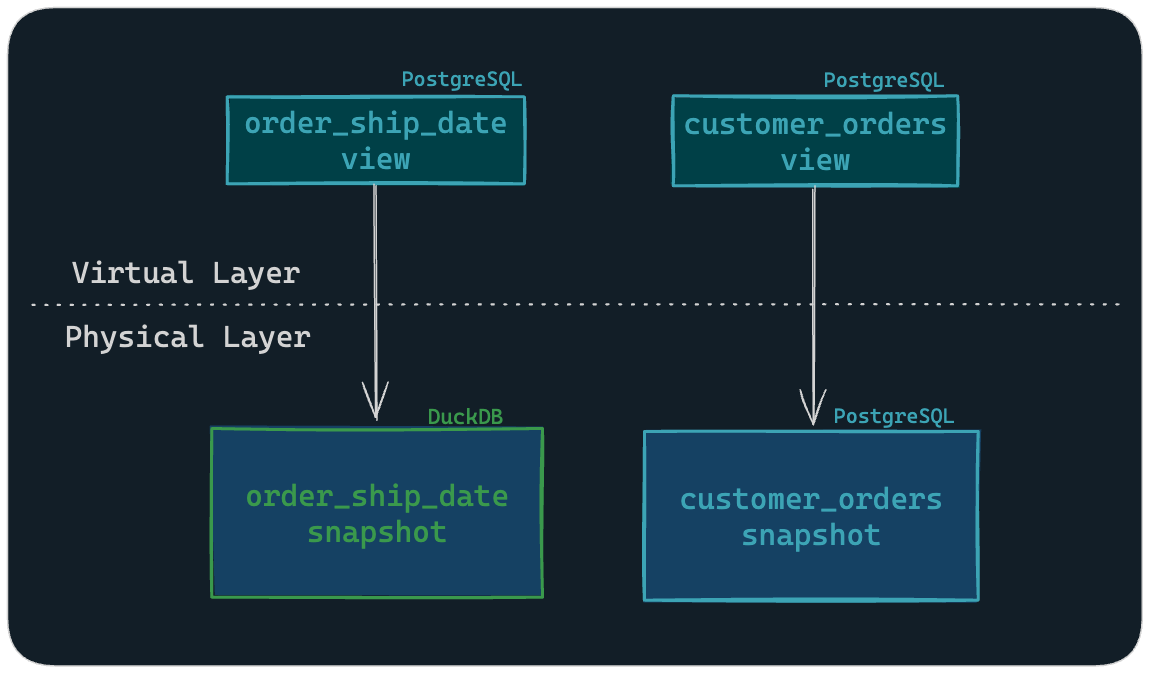 PostgreSQL
PostgreSQL
order_ship_date
view
customer_orders
view
Virtual Layer
Physical Layer
DuckDB
PostgreSQL
order_ship_date
snapshot
customer_orders
snapshot